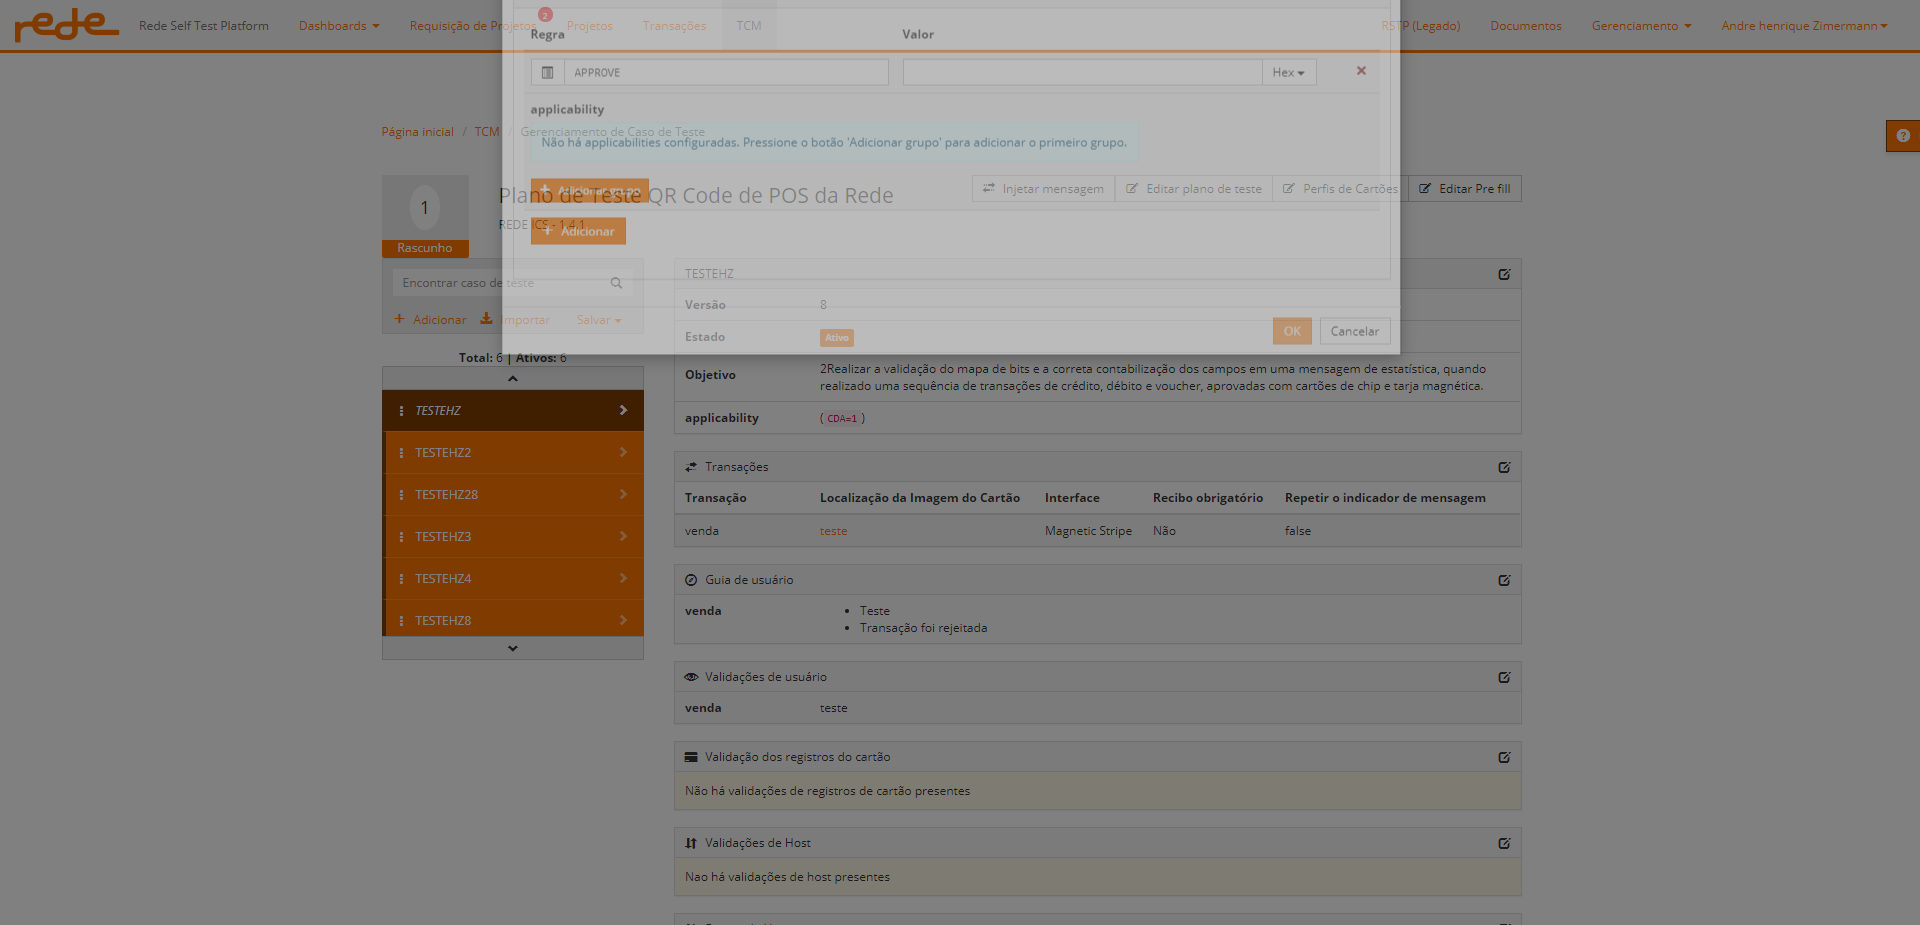 rede
Rede Self Test Platform
Dashboards
Requisição de Projetos
2
Projetos
Transações
TCM
RSTP (Legado)
Documentos
Gerenciamento
Andre henrique Zimermann
Regra
Valor
APPROVE
Hex
applicability
Página inicial / TCM / Gerenciamento de Caso de Teste
Não há applicabilities configuradas. Pressione o botão 'Adicionar grupo' para adicionar o primeiro grupo.
Adicionar grupo
Adicionar
1
Rascunho
Plano de Teste QR Code de POS da Rede
REDE ICS - 1.4.1
Injetar mensagem
Editar plano de teste
Perfis de Cartões
Editar Pre fill
OK
Cancelar
Encontrar caso de teste
Adicionar
Importar
Salvar
Total: 6 | Ativos: 6
TESTEHZ
TESTEHZ2
TESTEHZ28
TESTEHZ3
TESTEHZ4
TESTEHZ8
TESTEHZ
Versão 8
Estado Ativo
Objetivo 2Realizar a validação do mapa de bits e a correta contabilização dos campos em uma mensagem de estatística, quando
realizado uma sequência de transações de crédito, débito e voucher, aprovadas com cartões de chip e tarja magnética.
applicability ( CDA=1 )
Transações
Transação Localização da Imagem do Cartão Interface Recibo obrigatório Repetir o indicador de mensagem
venda teste Magnetic Stripe Não false
Guia de usuário
venda
• Teste
• Transação foi rejeitada
Validações de usuário
venda teste
Validação dos registros do cartão
Não há validações de registros de cartão presentes
Validações de Host
Nao há validações de host presentes